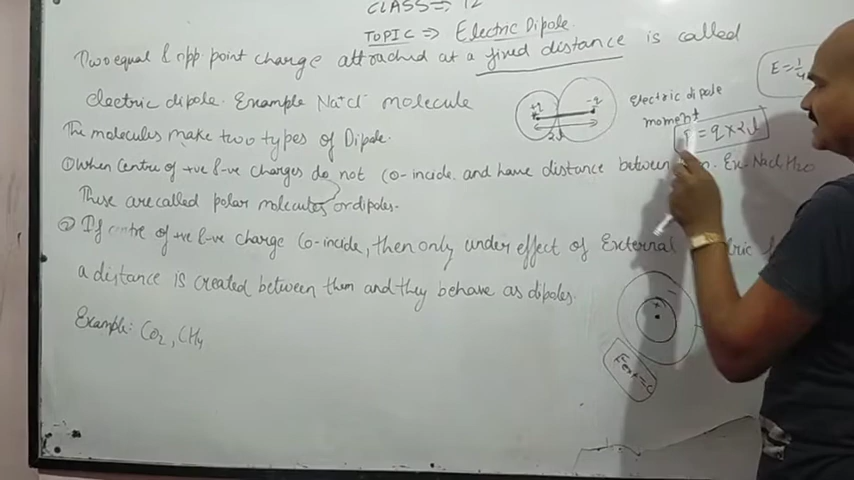 CLASS ⇒ 12
TOPIC ⇒ Electric Dipole
Two equal & opp point charge attrached at a fixed distance is called
electric dipole. Example Na+Cl- molecule
The molecules make two types of Dipole.
① When Centre of +ve & -ve Charges do not Co-incide. and have distance between Ex- NaCl, H2O
These are called polar molecules or dipoles-
② If centre of +ve & -ve charge Co-incide, then only under effect of External
a distance is created between them and they behave as dipoles.
Example: CO2, CH4
+q -q
2l
electric dipole
moment
= q × 2l
E = 1
+